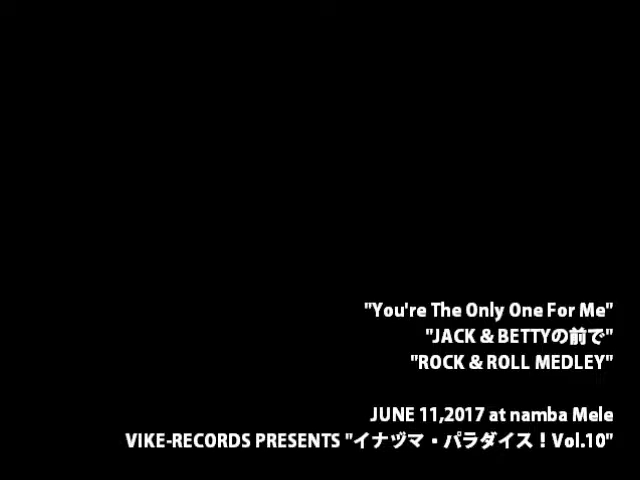 "You're The Only One For Me"
"JACK & BETTYの前で"
"ROCK & ROLL MEDLEY"
JUNE 11,2017 at namba Mele
VIKE-RECORDS PRESENTS "イナヅマ・パラダイス！Vol.10"